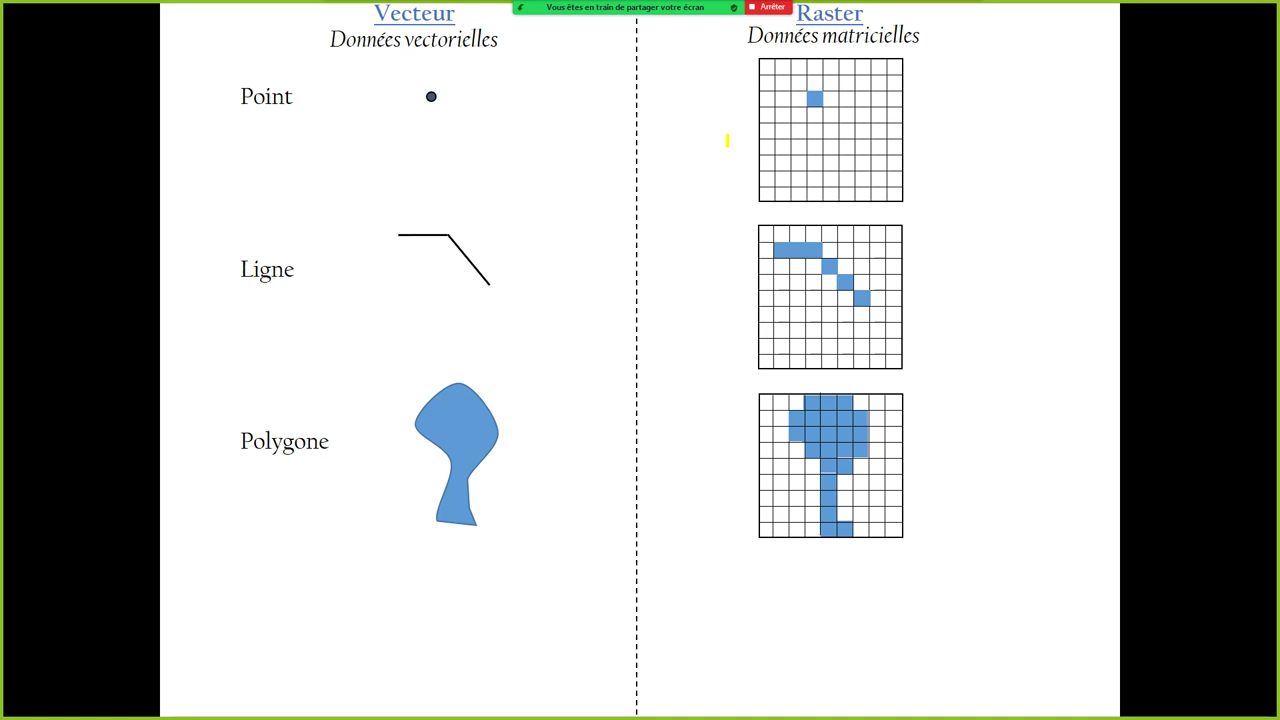 Vous êtes en train de partager votre écran
Arrêter
Vecteur
Données vectorielles
Raster
Données matricielles
Point
Ligne
Polygone